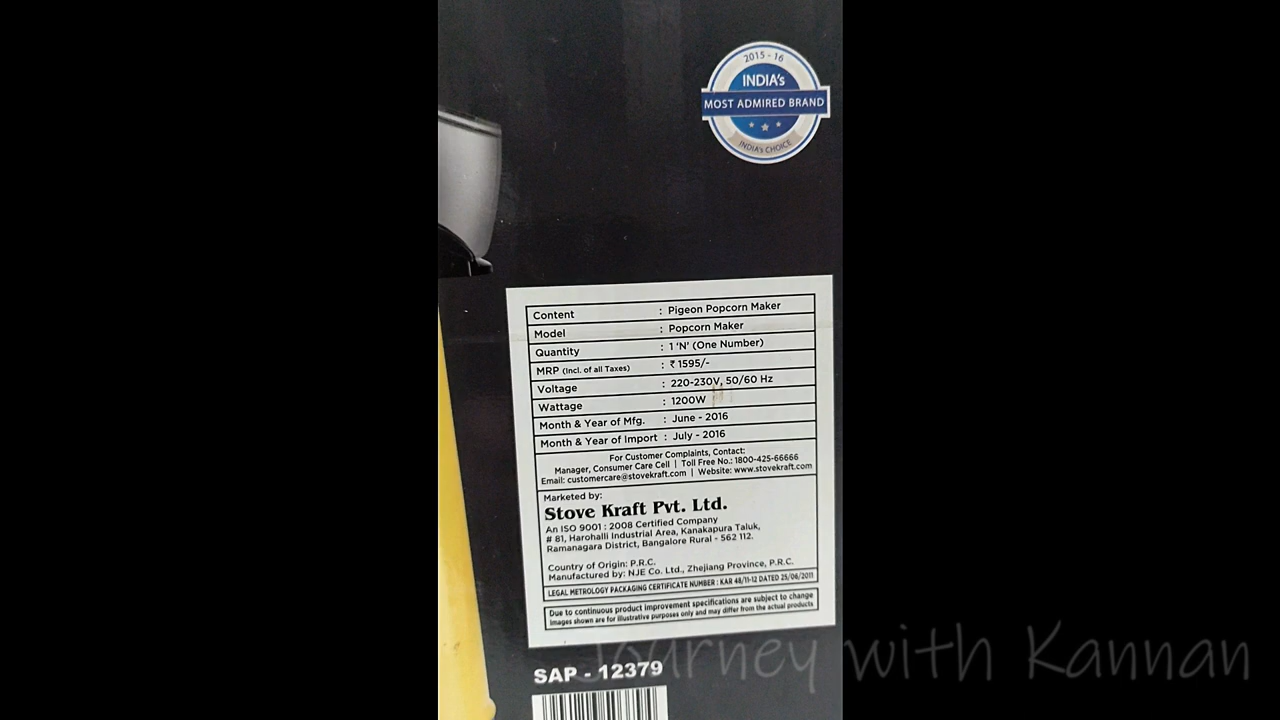 2015 - 16
INDIA's
MOST ADMIRED BRAND
INDIA's CHOICE
Content : Pigeon Popcorn Maker
Model : Popcorn Maker
Quantity : 1 'N' (One Number)
MRP (Incl. of all Taxes) : ₹ 1595/-
Voltage : 220-230V, 50/60 Hz
Wattage : 1200W
Month & Year of Mfg. : June - 2016
Month & Year of Import : July - 2016
For Customer Complaints, Contact:
Manager, Consumer Care Cell | Toll Free No.: 1800-425-66666
Email: customercare@stovekraft.com | Website: www.stovekraft.com
Marketed by:
Stove Kraft Pvt. Ltd.
An ISO 9001 : 2008 Certified Company
# 81, Harohalli Industrial Area, Kanakapura Taluk,
Ramanagara District, Bangalore Rural - 562 112.
Country of Origin: P.R.C.
Manufactured by: NJE Co. Ltd., Zhejiang Province, P.R.C.
LEGAL METROLOGY PACKAGING CERTIFICATE NUMBER : KAR 48/11-12 DATED 25/06/2011
Due to continuous product improvement specifications are subject to change
Images shown are for illustrative purposes only and may differ from the actual products
SAP - 12379
Journey with Kannan